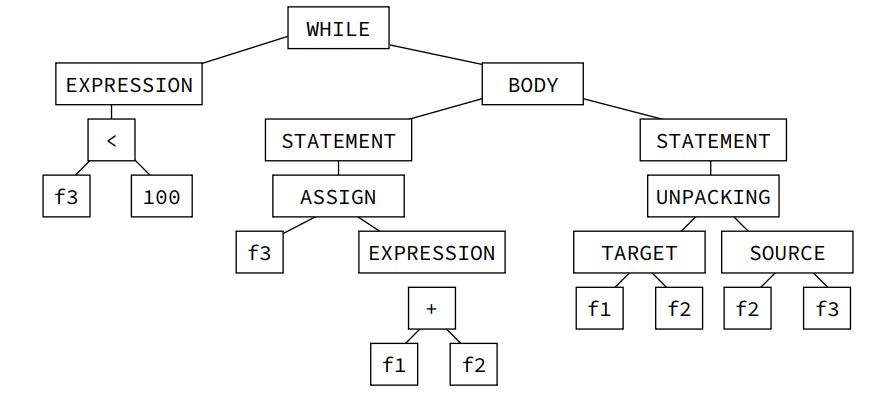 WHILE
EXPRESSION
BODY
<
STATEMENT
STATEMENT
f3
100
ASSIGN
UNPACKING
f3
EXPRESSION
TARGET
SOURCE
+
f1
f2
f2
f3
f1
f2